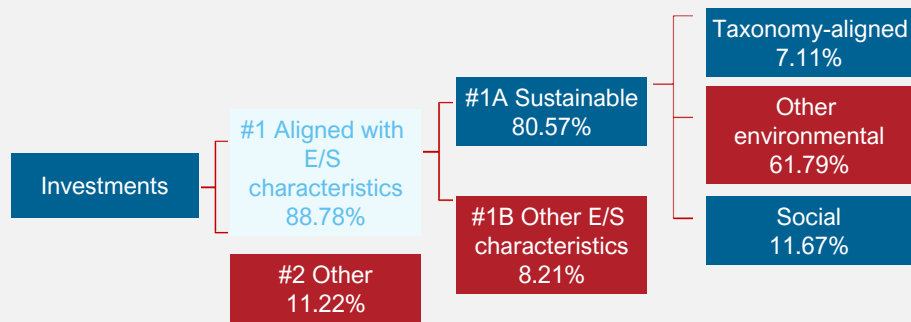 Investments
#1 Aligned with
E/S
characteristics
88.78%
#2 Other
11.22%
#1A Sustainable
80.57%
#1B Other E/S
characteristics
8.21%
Taxonomy-aligned
7.11%
Other
environmental
61.79%
Social
11.67%